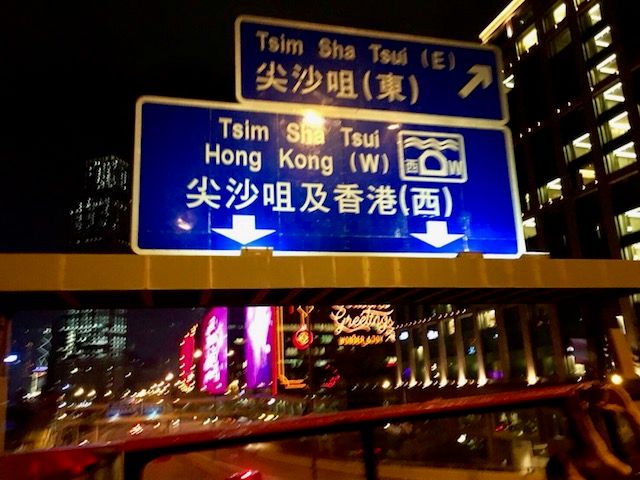 Tsim Sha Tsui (E)
尖沙咀(東)
Tsim Sha Tsui
Hong Kong (W)
西 W
尖沙咀及香港(西)
Greeting